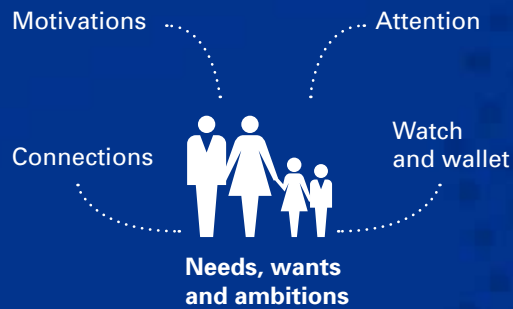 Motivations
Attention
Connections
Watch
and wallet
Needs, wants
and ambitions